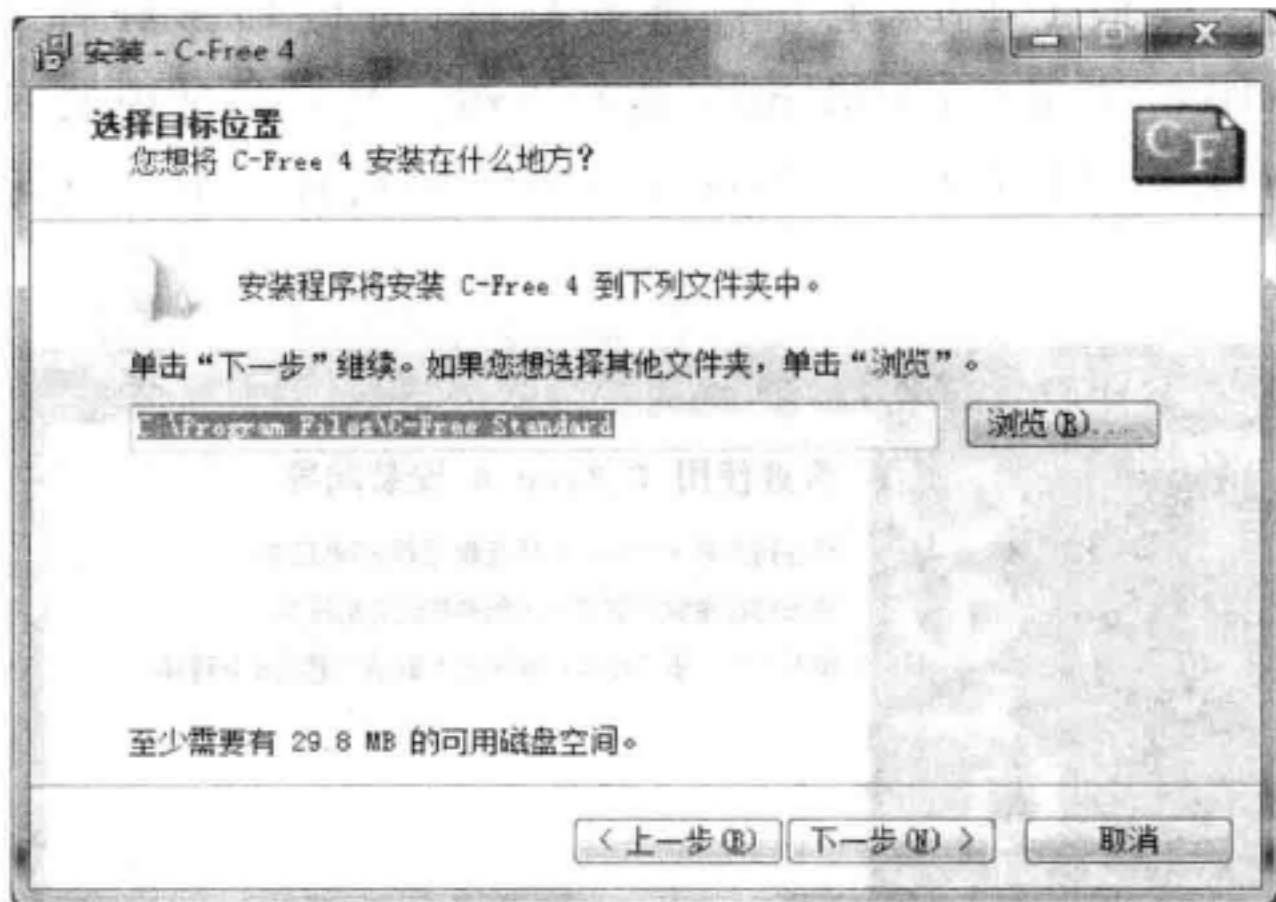 安装 - C-Free 4
选择目标位置
您想将 C-Free 4 安装在什么地方?
CF
安装程序将安装 C-Free 4 到下列文件夹中。
单击“下一步”继续。如果您想选择其他文件夹,单击“浏览”。
\Program Files\C-Free Standard
浏览(R)...
至少需要有 29.8 MB 的可用磁盘空间。
< 上一步(B)
下一步(N) >
取消